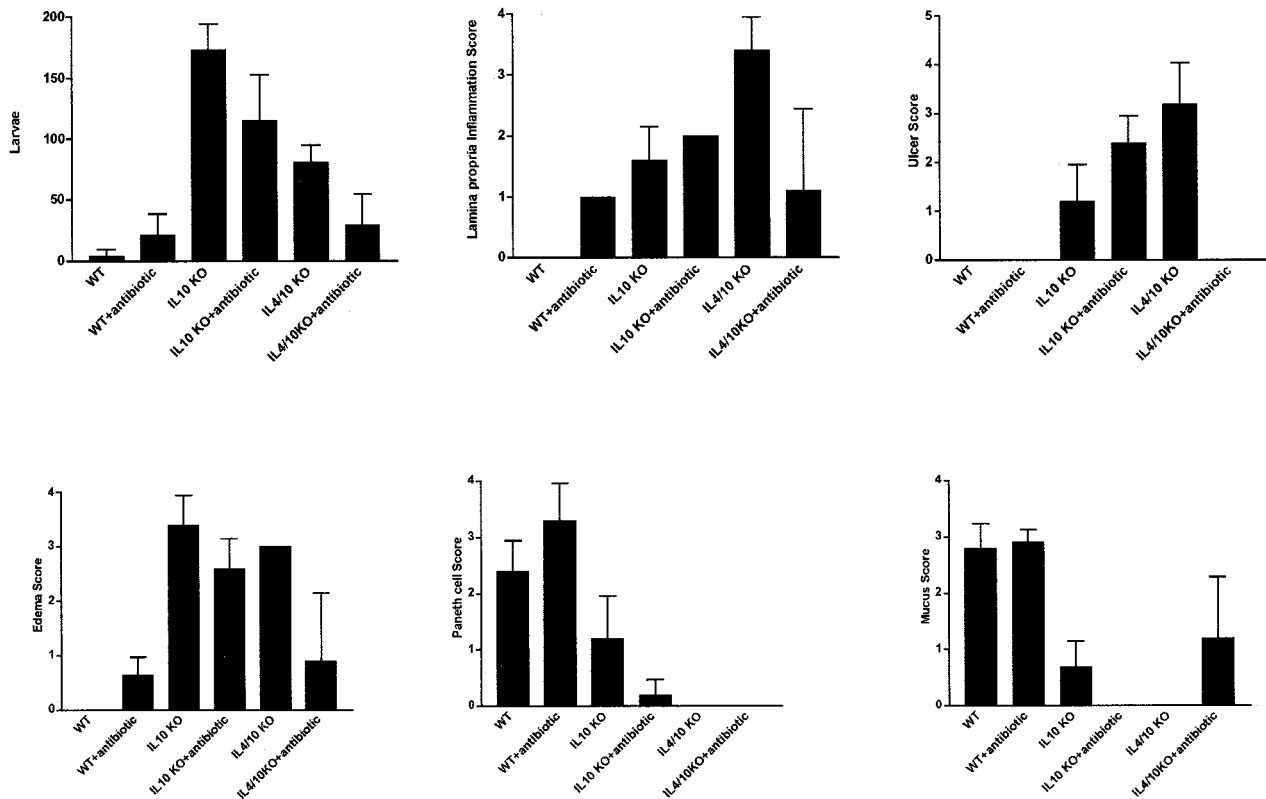 200
150
100
50
0
Larvae
WT
WT+antibiotic
IL10 KO
IL10 KO+antibiotic
IL4/10 KO
IL4/10KO+antibiotic
4
3
2
1
0
Lamina propria Inflammation Score
WT
WT+antibiotic
IL10 KO
IL10 KO+antibiotic
IL4/10 KO
IL4/10KO+antibiotic
5
4
3
2
1
0
Ulcer Score
WT
WT+antibiotic
IL10 KO
IL10 KO+antibiotic
IL4/10 KO
IL4/10KO+antibiotic
4
3
2
1
0
Edema Score
WT
WT+antibiotic
IL10 KO
IL10 KO+antibiotic
IL4/10 KO
IL4/10KO+antibiotic
4
3
2
1
0
Paneth cell Score
WT
WT+antibiotic
IL10 KO
IL10 KO+antibiotic
IL4/10 KO
IL4/10KO+antibiotic
4
3
2
1
0
Mucus Score
WT
WT+antibiotic
IL10 KO
IL10 KO+antibiotic
IL4/10 KO
IL4/10KO+antibiotic